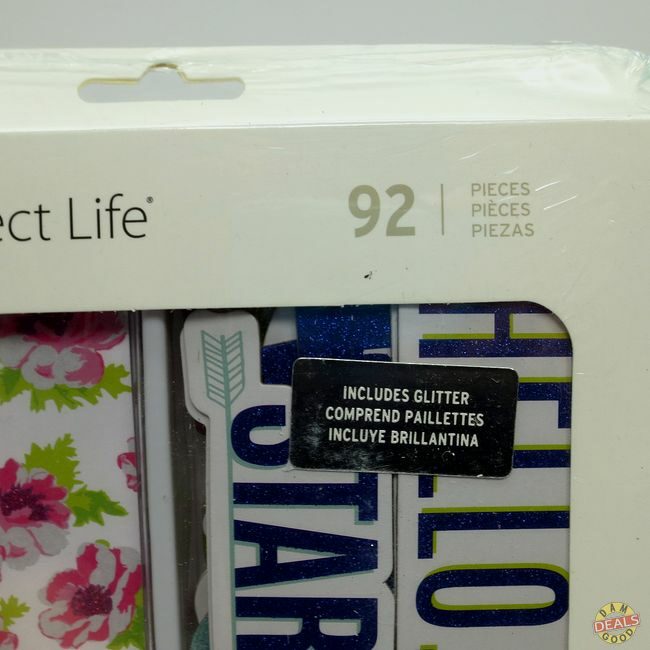 ect Life®
92
PIECES
PIÈCES
PIEZAS
INCLUDES GLITTER
COMPREND PAILLETTES
INCLUYE BRILLANTINA
STAR
HELLO
DAM
DEALS
GOOD